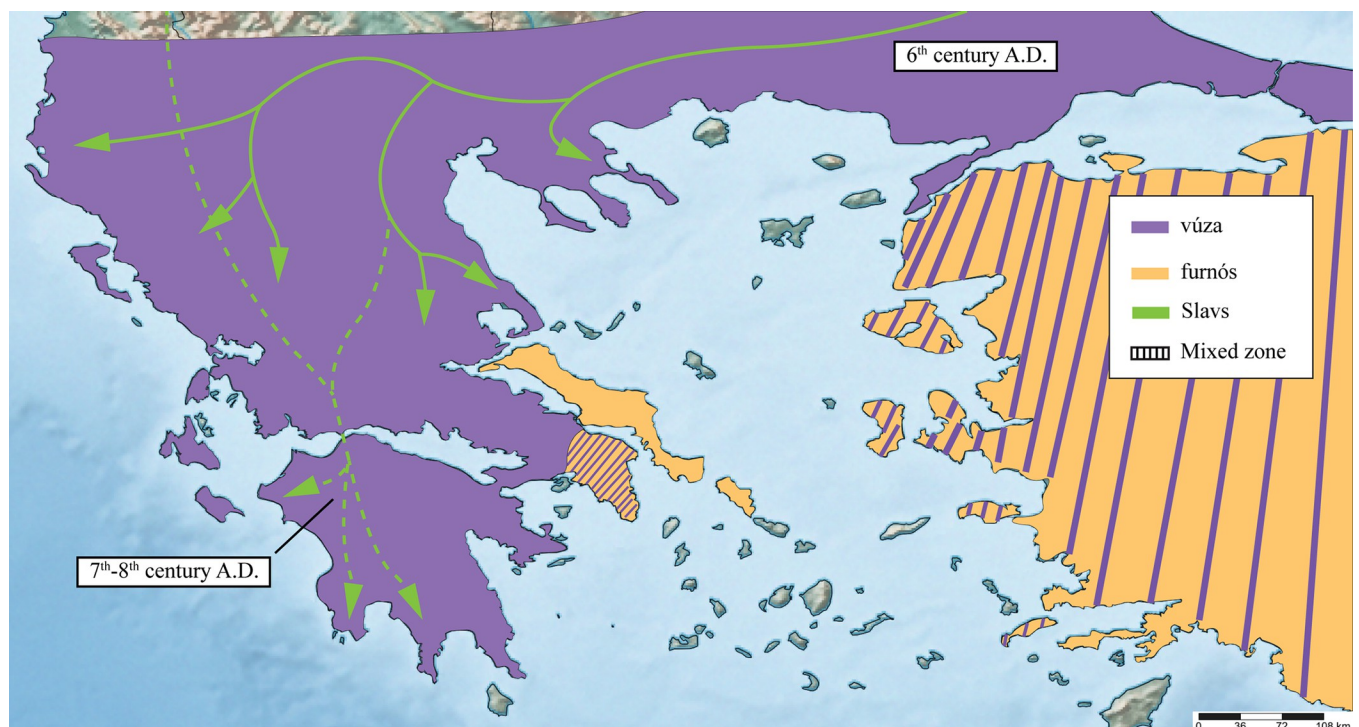 6th century A.D.
vúza
furnós
Slavs
Mixed zone
7th-8th century A.D.
0 36 72 108 km